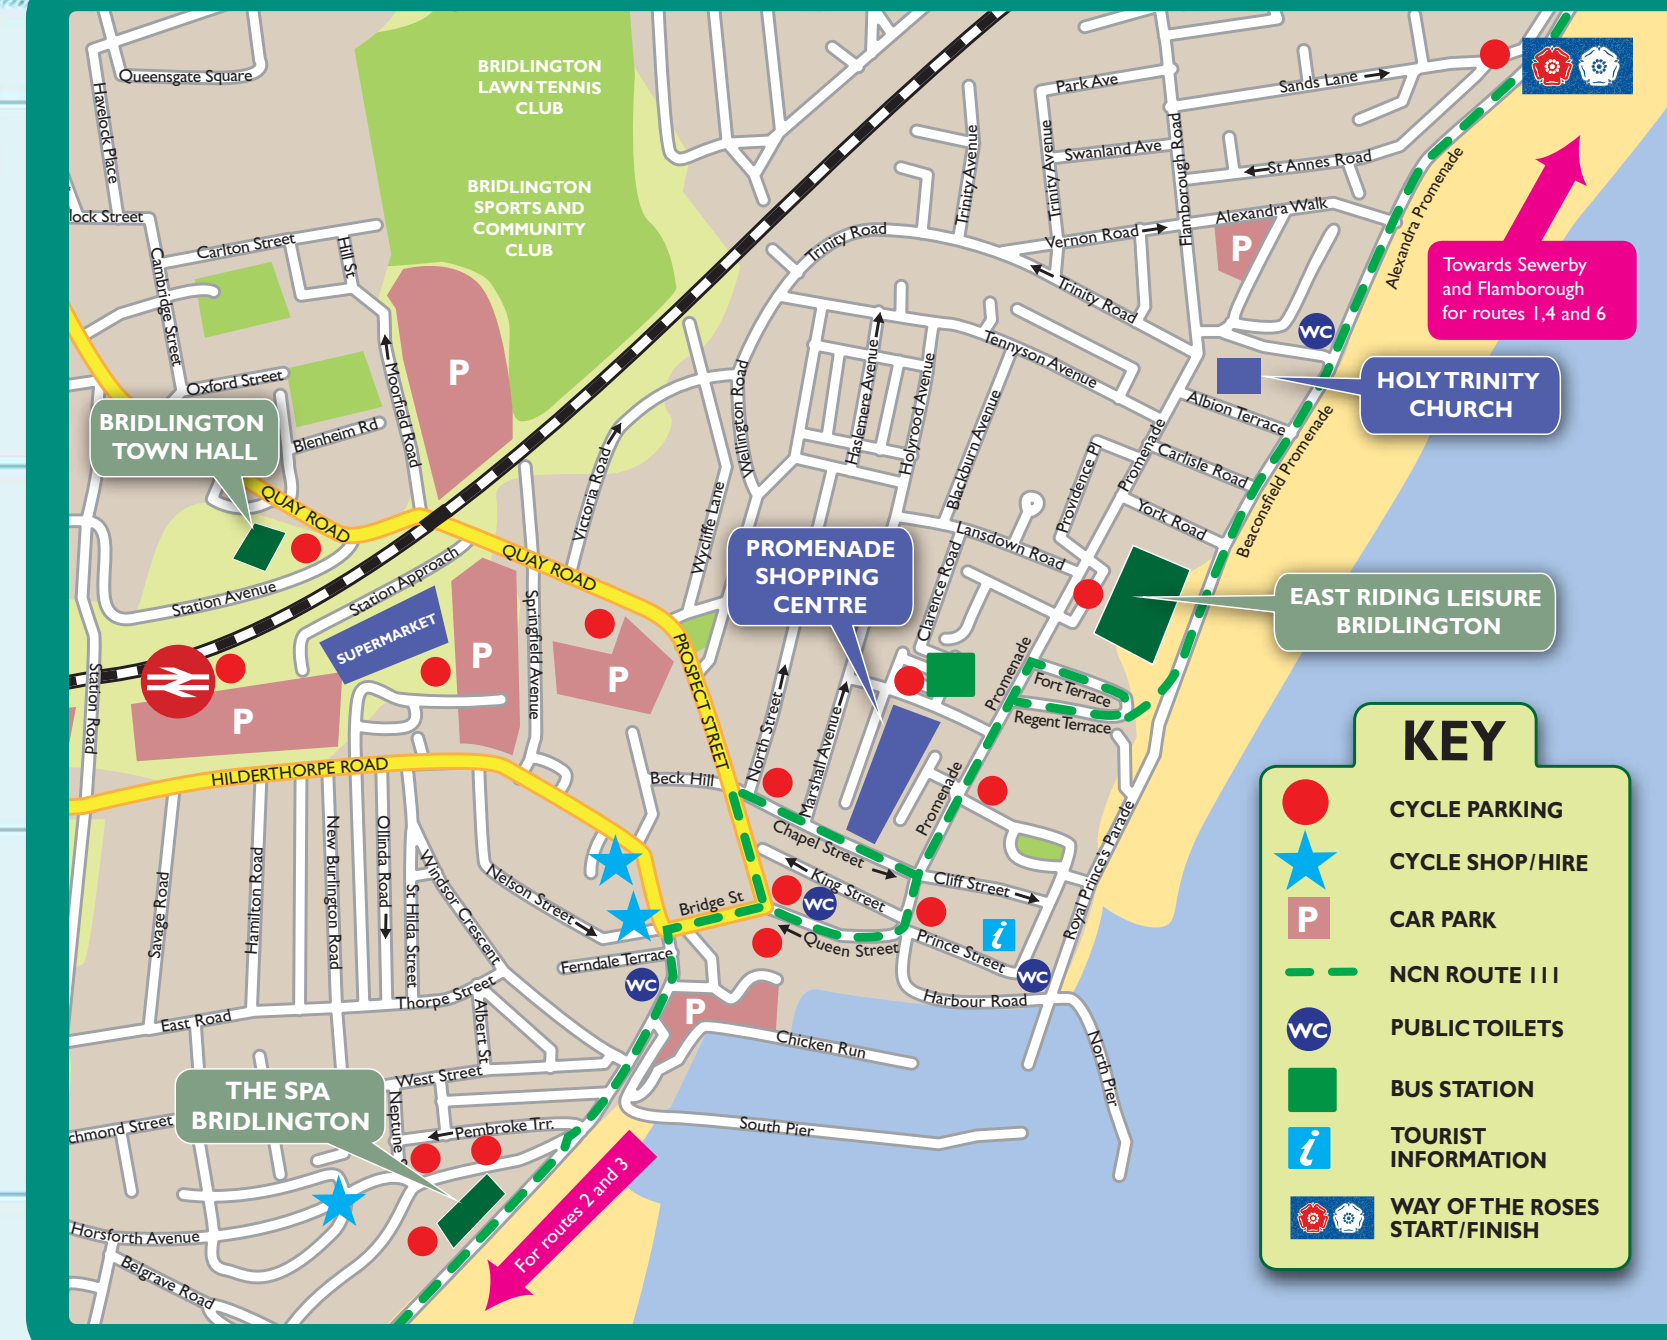 BRIDLINGTON
LAWN TENNIS
CLUB
BRIDLINGTON
SPORTS AND
COMMUNITY
CLUB
Queensgate Square
Havelock Place
lock Street
Carlton Street
Hill St
Cambridge Street
Oxford Street
Moorfield Road
Blenheim Rd
P
BRIDLINGTON
TOWN HALL
QUAY ROAD
QUAY ROAD
Station Avenue
Station Approach
SUPERMARKET
P
P
P
Station Road
Springfield Avenue
Victoria Road
Wycliffe Lane
Wellington Road
PROSPECT STREET
HILDERTHORPE ROAD
Trinity Road
Trinity Avenue
Trinity Avenue
Park Ave
Swanland Ave
Flamborough Road
Sands Lane
St Annes Road
Alexandra Walk
Vernon Road
Trinity Road
P
Alexandra Promenade
Towards Sewerby
and Flamborough
for routes 1,4 and 6
WC
HOLY TRINITY
CHURCH
Tennyson Avenue
Haslemere Avenue
Holyrood Avenue
Blackburn Avenue
Albion Terrace
Carlisle Road
York Road
Providence Pl
Promenade
Beaconsfield Promenade
Lansdown Road
Clarence Road
PROMENADE
SHOPPING
CENTRE
EAST RIDING LEISURE
BRIDLINGTON
Fort Terrace
Regent Terrace
Promenade
Promenade
North Street
Marshall Avenue
Beck Hill
Chapel Street
King Street
Cliff Street
Queen Street
Prince Street
Royal Prince's Parade
Bridge St
WC
WC
WC
i
Harbour Road
North Pier
Chicken Run
South Pier
P
Nelson Street
Ferndale Terrace
Windsor Crescent
St Hilda Street
Ollinda Road
New Burlington Road
Hamilton Road
Savage Road
East Road
Thorpe Street
Albert St
West Street
Neptune
Pembroke Trr.
THE SPA
BRIDLINGTON
chmond Street
Horsforth Avenue
Belgrave Road
For routes 2 and 3
KEY
CYCLE PARKING
CYCLE SHOP/HIRE
P
CAR PARK
NCN ROUTE 111
WC
PUBLIC TOILETS
BUS STATION
i
TOURIST
INFORMATION
WAY OF THE ROSES
START/FINISH